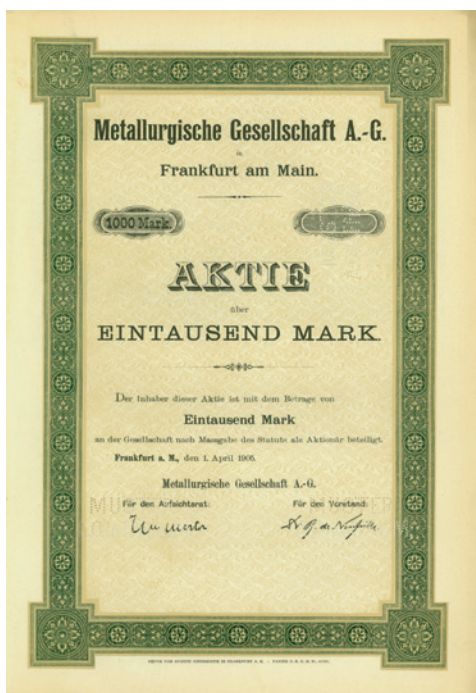 Metallurgische Gesellschaft A.-G.
in
Frankfurt am Main.
1000 Mark.
AKTIE
über
EINTAUSEND MARK.
Der Inhaber dieser Aktie ist mit dem Betrage von
Eintausend Mark
an der Gesellschaft nach Massgabe des Statuts als Aktionär beteiligt.
Frankfurt a. M., den 1. April 1905.
Metallurgische Gesellschaft A.-G.
Für den Aufsichtsrat: Für den Vorstand: